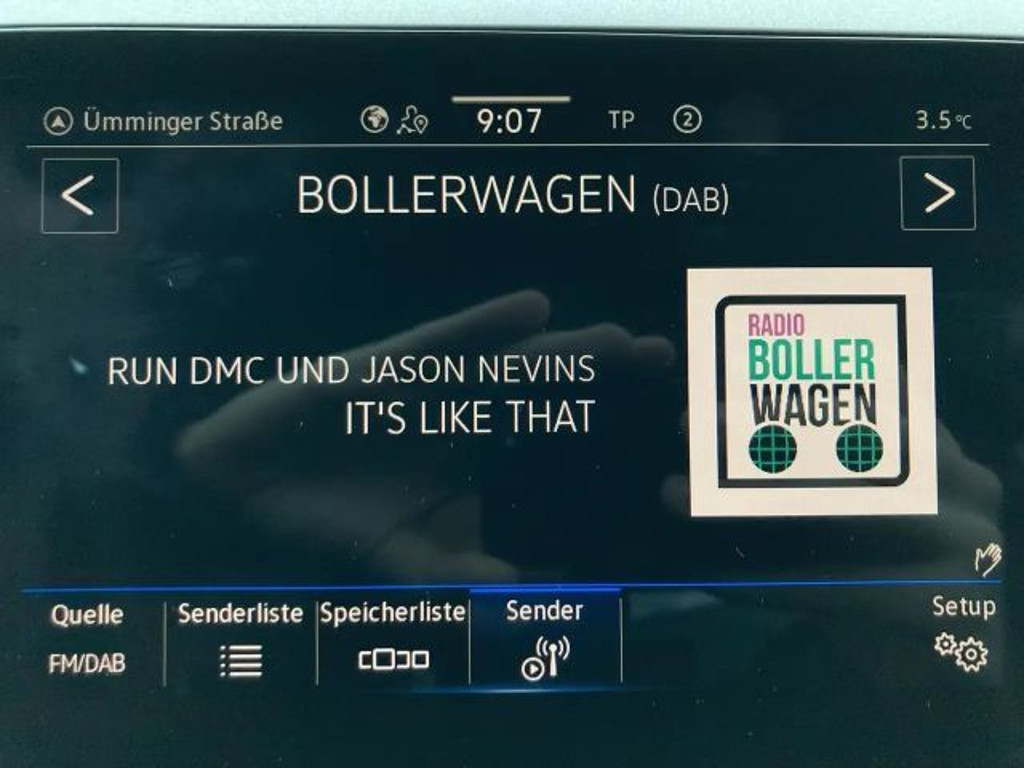 Ümminger Straße 9:07 TP 2 3.5 °C
< BOLLERWAGEN (DAB) >
RADIO
BOLLER
WAGEN
RUN DMC UND JASON NEVINS
IT'S LIKE THAT
Quelle Senderliste Speicherliste Sender Setup
FM/DAB